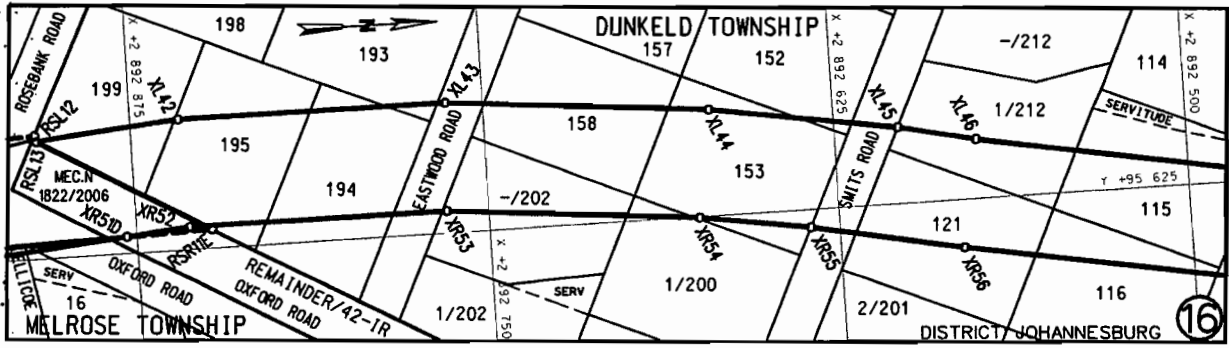 DUNKELD TOWNSHIP
ROSEBANK ROAD
198
N
193
157
152
-/212
114
X +2 892 875
X +2 892 625
X +2 892 500
199
RSL12
XL42
XL43
XL44
XL45
XL46
1/212
SERVITUDE
195
158
153
SMITS ROAD
Y +95 625
RSL13
MEC.N
1822/2006
194
EASTWOOD ROAD
-/202
121
115
XR51D
XR52
RSR11E
XR53
XR54
XR55
XR56
X +2 892 750
REMAINDER/42-IR
OXFORD ROAD
OXFORD ROAD
SERV
16
SERV
1/200
1/202
2/201
116
MELROSE TOWNSHIP
DISTRICT JOHANNESBURG
16